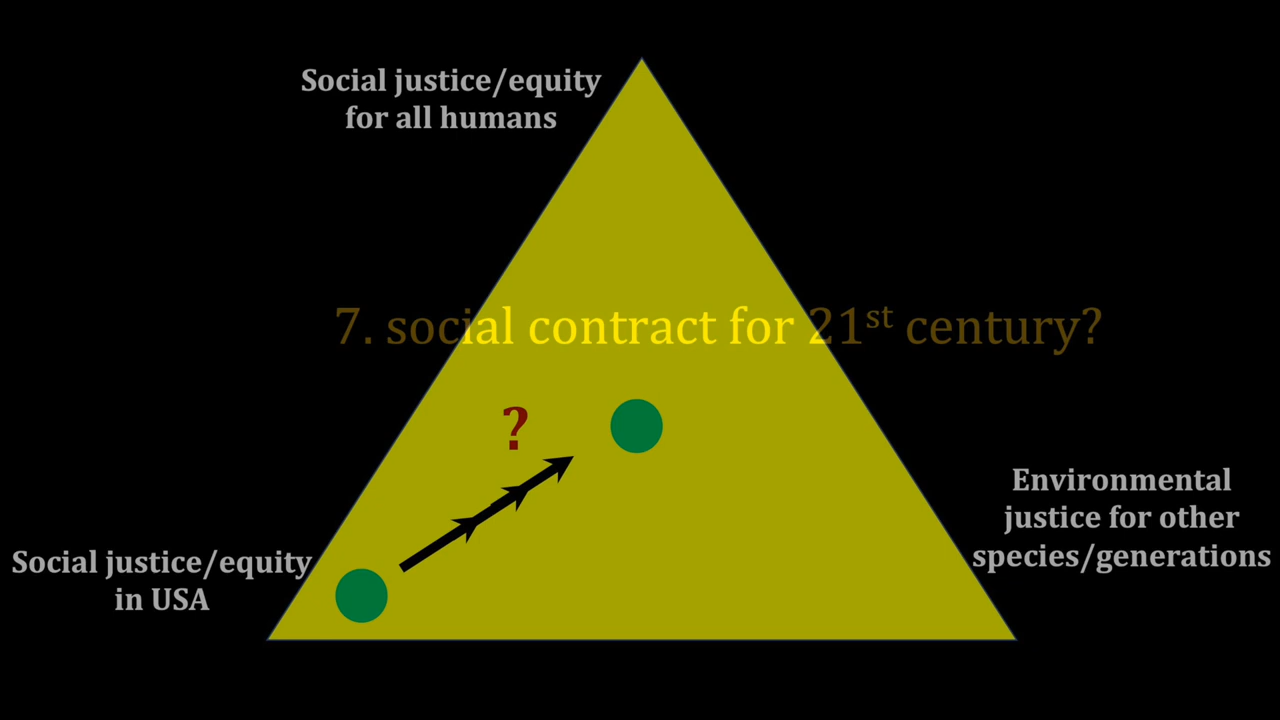 Social justice/equity
for all humans
7. social contract for 21st century?
?
Environmental
justice for other
species/generations
Social justice/equity
in USA